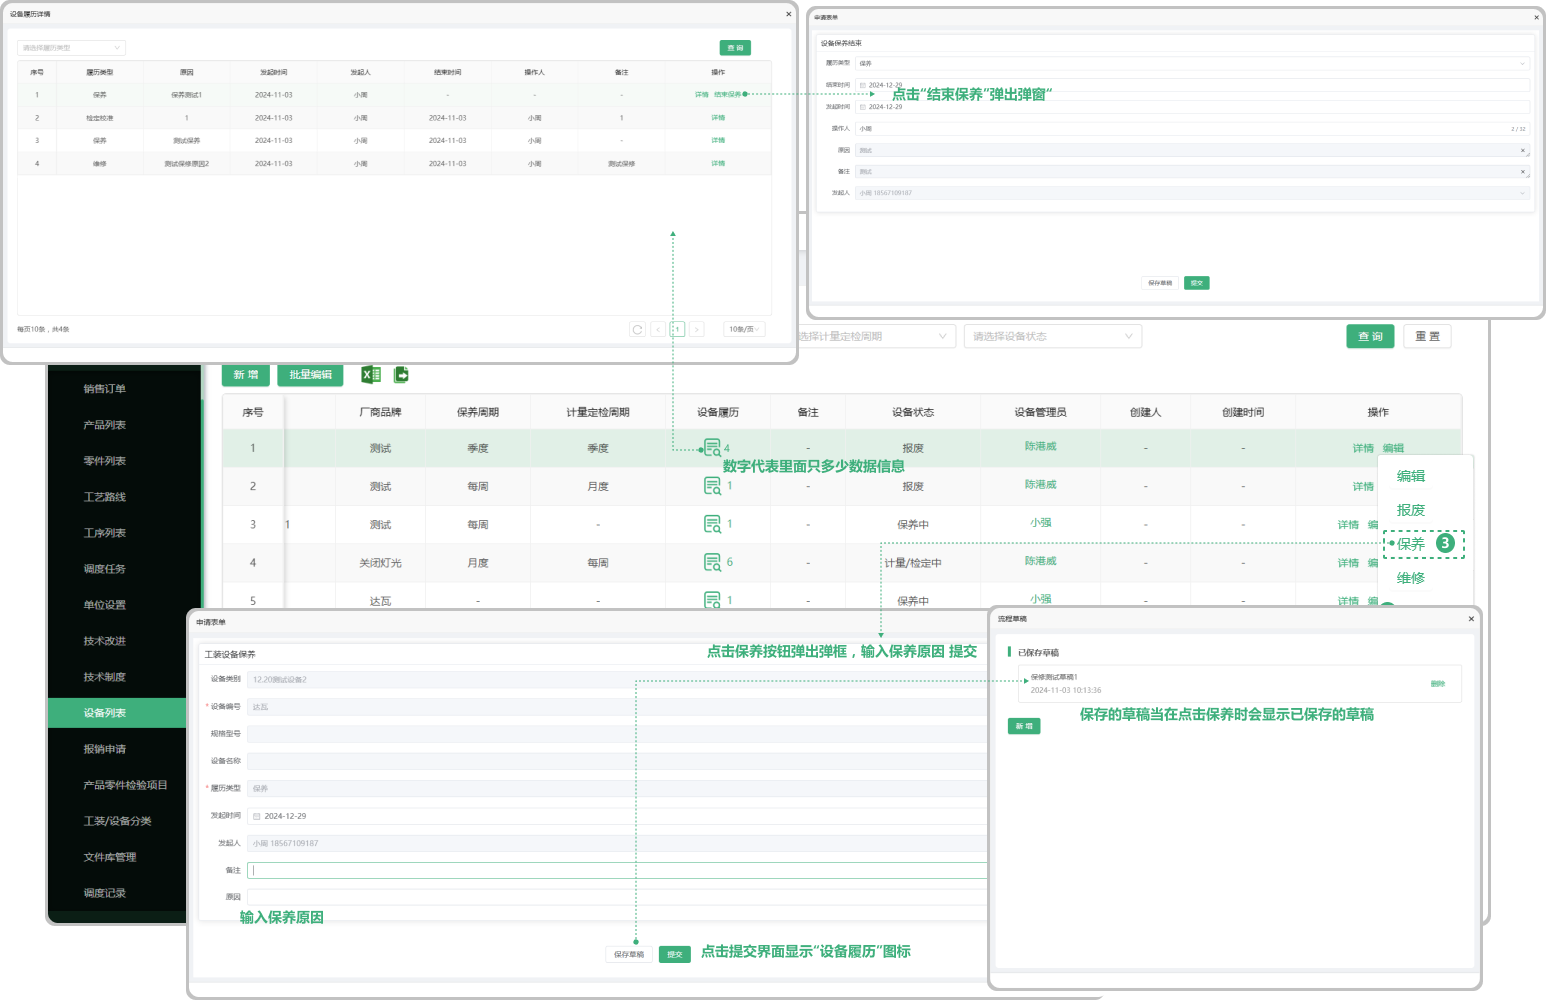 设备履历详情
请选择履历类型
查 询
序号 履历类型 原因 发起时间 发起人 结束时间 操作人 备注 操作
1 保养 保养测试1 2024-11-03 小周 - - - 详情 结束保养
2 检定校准 1 2024-11-03 小周 2024-11-03 小周 1 详情
3 保养 测试保养 2024-11-03 小周 2024-11-03 小周 - 详情
4 维修 测试保修原因2 2024-11-03 小周 2024-11-03 小周 测试保修 详情
每页10条，共4条
1
10条/页
申请表单
设备保养结束
履历类型 保养
结束时间 2024-12-29
点击“结束保养”弹出弹窗“
发起时间 2024-12-29
操作人 小周 2 / 32
原因 测试
备注 测试
发起人 小周 18567109187
保存草稿 提交
选择计量定检周期 请选择设备状态 查 询 重 置
销售订单
产品列表
零件列表
工艺路线
工序列表
调度任务
单位设置
技术改进
技术制度
设备列表
报销申请
产品零件检验项目
工装/设备分类
文件库管理
调度记录
新 增 批量编辑
序号 厂商品牌 保养周期 计量定检周期 设备履历 备注 设备状态 设备管理员 创建人 创建时间 操作
1 测试 季度 季度 4 - 报废 陈港威 - - 详情 编辑
数字代表里面只多少数据信息
2 测试 每周 月度 1 - 报废 陈港威 - - 详情
3 1 测试 每周 - 1 - 保养中 小强 - - 详情 编
4 关闭灯光 月度 每周 6 - 计量/检定中 陈港威 - - 详情 编
5 达瓦 - - 1 - 保养中 小强 - - 详情 编
编辑
报废
保养 3
维修
申请表单
工装设备保养
点击保养按钮弹出弹框，输入保养原因 提交
设备类别 12.20测试设备2
* 设备编号 达瓦
规格型号
设备名称
* 履历类型 保养
发起时间 2024-12-29
发起人 小周 18567109187
备注
原因
输入保养原因
保存草稿 提交
点击提交界面显示“设备履历”图标
流程草稿
已保存草稿
保修测试草稿1
2024-11-03 10:13:36
删除
保存的草稿当在点击保养时会显示已保存的草稿
新 增